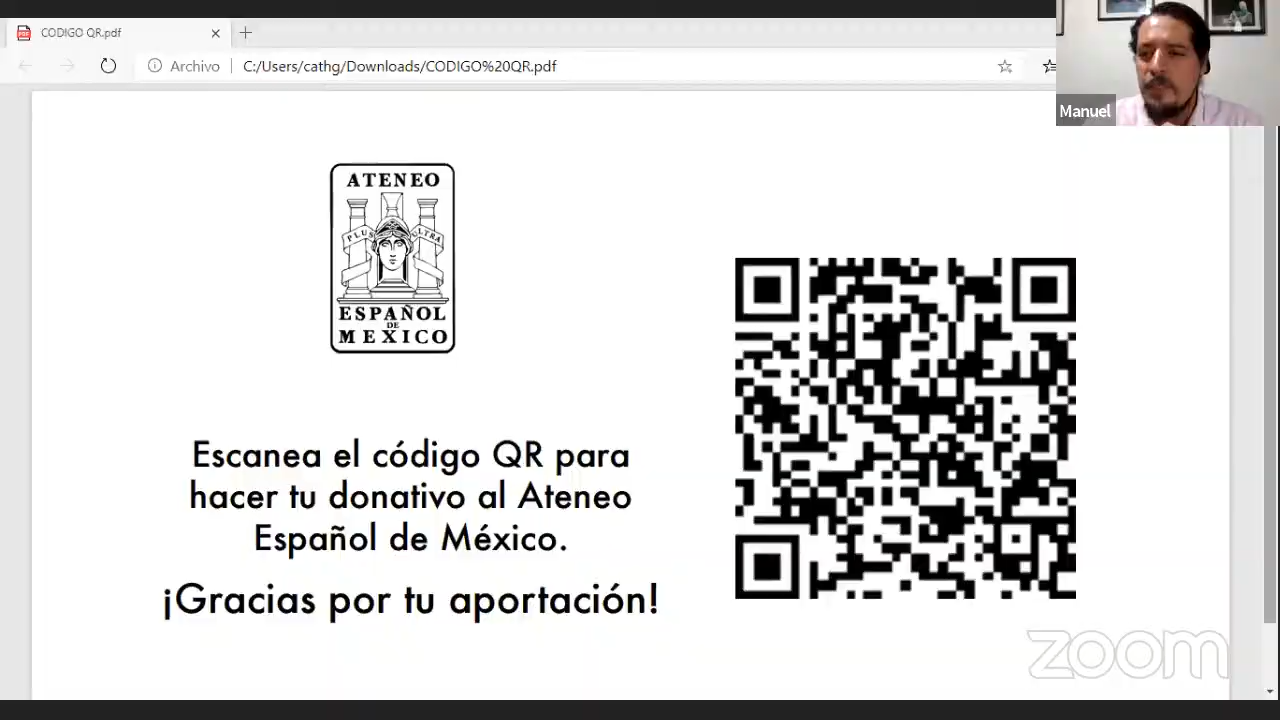 CODIGO QR.pdf
Archivo
C:/Users/cathg/Downloads/CODIGO%20QR.pdf
Manuel
ATENEO
PLUS ULTRA
ESPAÑOL
DE
MEXICO
Escanea el código QR para
hacer tu donativo al Ateneo
Español de México.
¡Gracias por tu aportación!
zoom